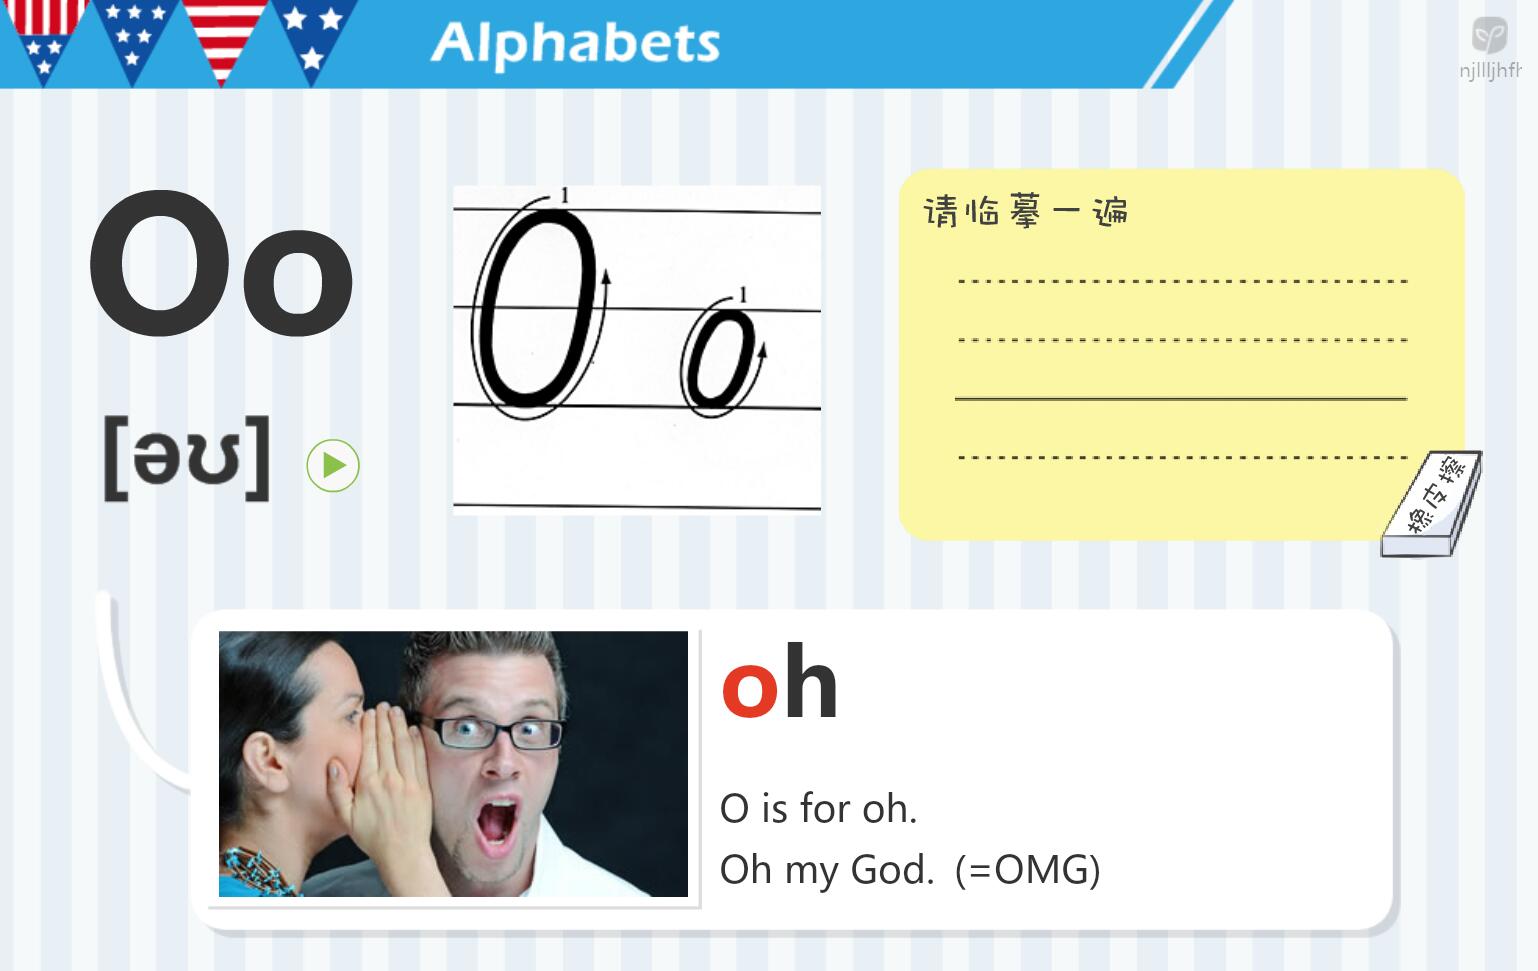 Alphabets
njllljhfh
Oo
[əʊ]
1
1
请临摹一遍
橡皮擦
oh
O is for oh.
Oh my God. (=OMG)